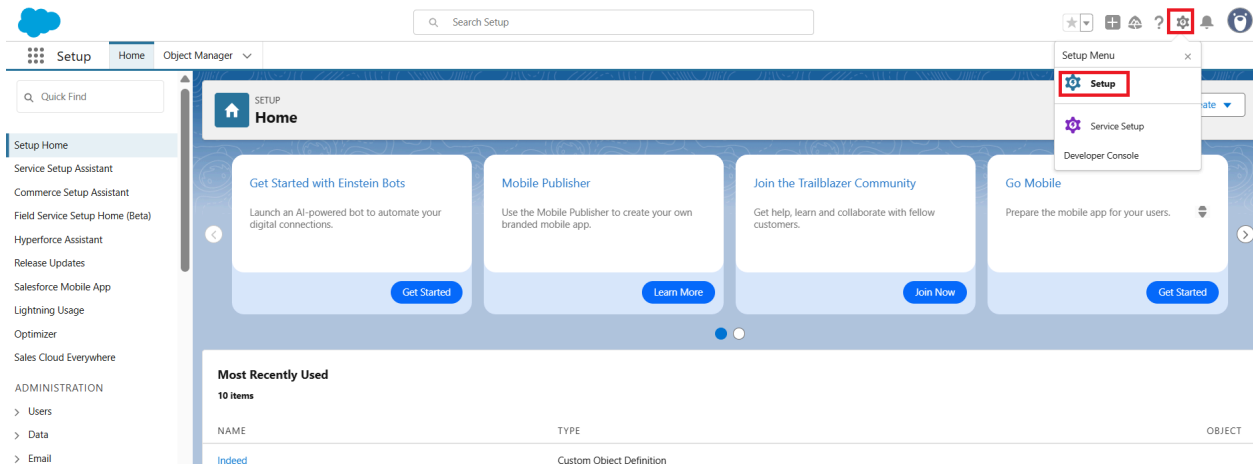 Search Setup
Setup
Home
Object Manager
Setup Menu
Setup
Service Setup
Developer Console
Quick Find
Setup Home
Service Setup Assistant
Commerce Setup Assistant
Field Service Setup Home (Beta)
Hyperforce Assistant
Release Updates
Salesforce Mobile App
Lightning Usage
Optimizer
Sales Cloud Everywhere
ADMINISTRATION
Users
Data
Email
SETUP
Home
ate
Get Started with Einstein Bots
Launch an AI-powered bot to automate your
digital connections.
Get Started
Mobile Publisher
Use the Mobile Publisher to create your own
branded mobile app.
Learn More
Join the Trailblazer Community
Get help, learn and collaborate with fellow
customers.
Join Now
Go Mobile
Prepare the mobile app for your users.
Get Started
Most Recently Used
10 items
NAME TYPE OBJECT
Indeed Custom Object Definition